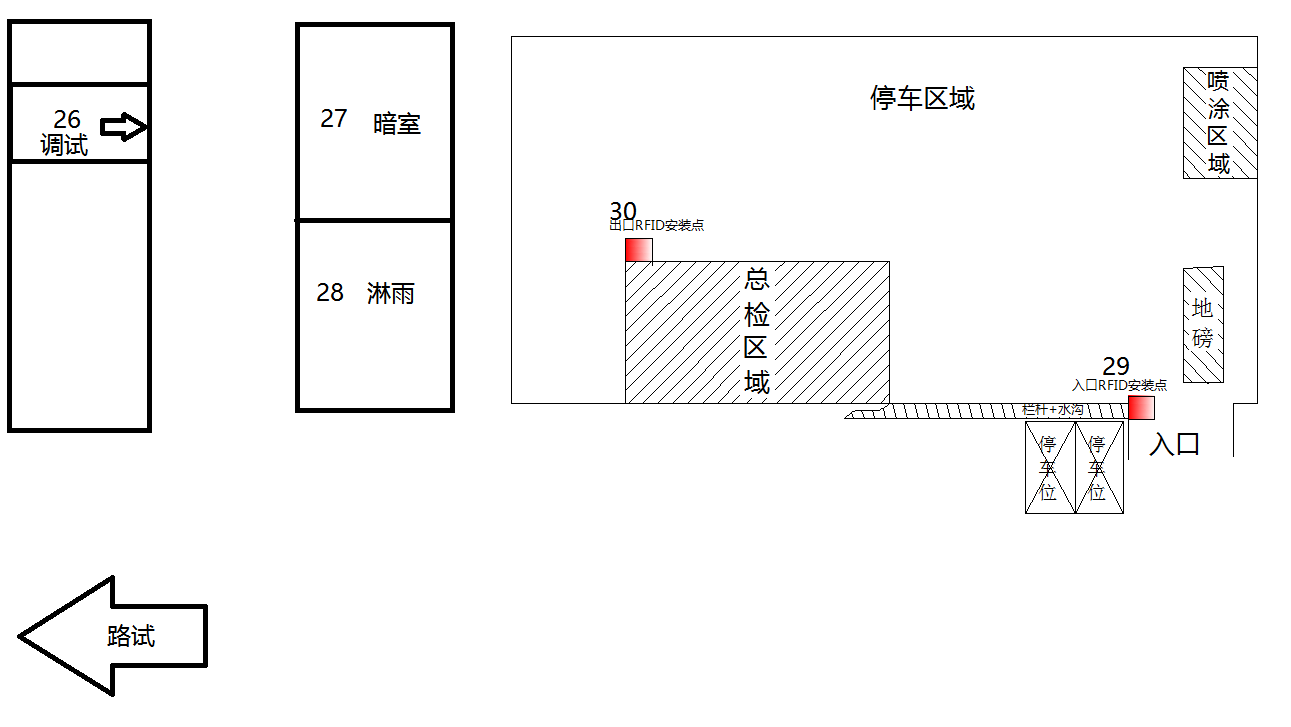 26
调试
27 暗室
28 淋雨
停车区域
喷涂区域
30
出口RFID安装点
总检区域
地磅
29
入口RFID安装点
栏杆+水沟
入口
停车位
停车位
路试